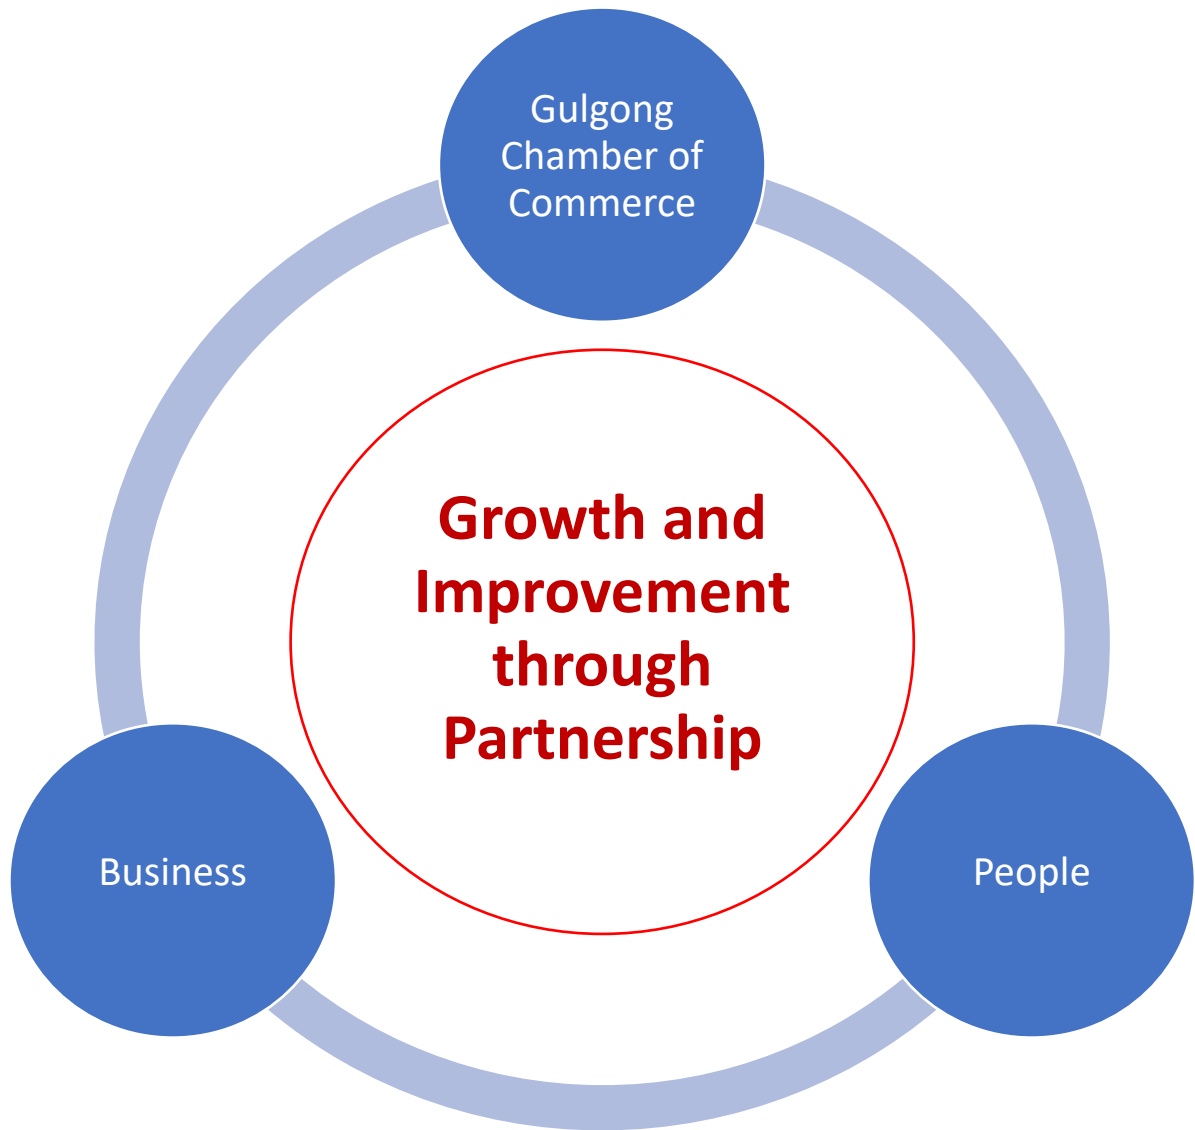 Gulgong
Chamber of
Commerce
Growth and
Improvement
through
Partnership
Business
People